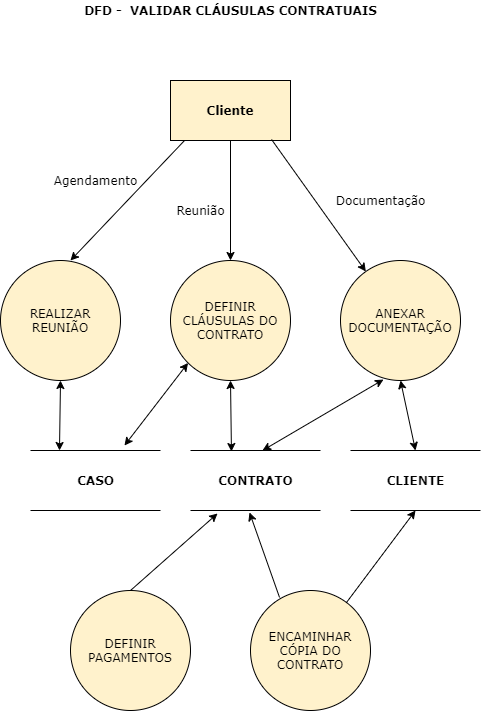 DFD - VALIDAR CLÁUSULAS CONTRATUAIS
Cliente
Agendamento
Reunião
Documentação
REALIZAR
REUNIÃO
DEFINIR
CLÁUSULAS DO
CONTRATO
ANEXAR
DOCUMENTAÇÃO
CASO
CONTRATO
CLIENTE
DEFINIR
PAGAMENTOS
ENCAMINHAR
CÓPIA DO
CONTRATO